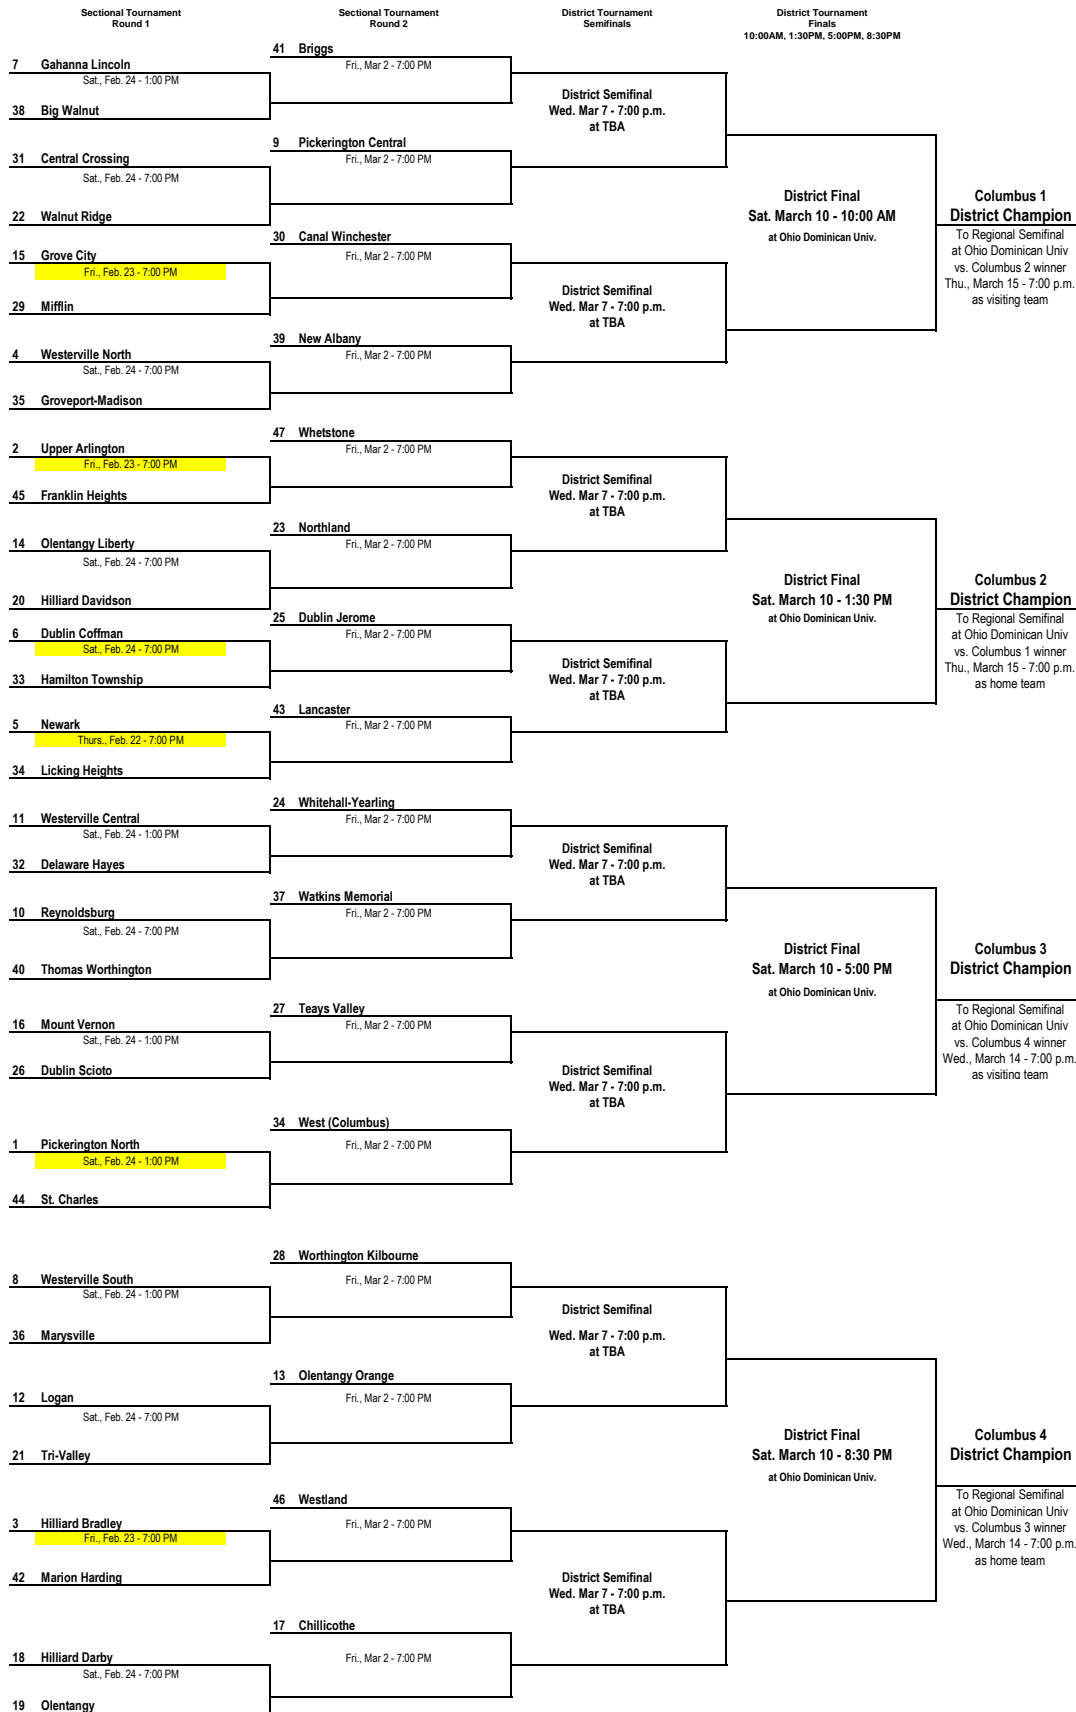 Sectional Tournament
Round 1
Sectional Tournament
Round 2
District Tournament
Semifinals
District Tournament
Finals
10:00AM, 1:30PM, 5:00PM, 8:30PM
41 Briggs
7 Gahanna Lincoln
Fri., Mar 2 - 7:00 PM
Sat., Feb. 24 - 1:00 PM
District Semifinal
38 Big Walnut
Wed. Mar 7 - 7:00 p.m.
at TBA
9 Pickerington Central
31 Central Crossing
Fri., Mar 2 - 7:00 PM
Sat., Feb. 24 - 7:00 PM
District Final
Columbus 1
22 Walnut Ridge
Sat. March 10 - 10:00 AM
District Champion
30 Canal Winchester
at Ohio Dominican Univ.
To Regional Semifinal
15 Grove City
Fri., Mar 2 - 7:00 PM
at Ohio Dominican Univ
Fri., Feb. 23 - 7:00 PM
vs. Columbus 2 winner
District Semifinal
Thu., March 15 - 7:00 p.m.
29 Mifflin
Wed. Mar 7 - 7:00 p.m.
as visiting team
at TBA
39 New Albany
4 Westerville North
Fri., Mar 2 - 7:00 PM
Sat., Feb. 24 - 7:00 PM
35 Groveport-Madison
47 Whetstone
2 Upper Arlington
Fri., Mar 2 - 7:00 PM
Fri., Feb. 23 - 7:00 PM
District Semifinal
45 Franklin Heights
Wed. Mar 7 - 7:00 p.m.
at TBA
23 Northland
14 Olentangy Liberty
Fri., Mar 2 - 7:00 PM
Sat., Feb. 24 - 7:00 PM
District Final
Columbus 2
20 Hilliard Davidson
Sat. March 10 - 1:30 PM
District Champion
25 Dublin Jerome
at Ohio Dominican Univ.
To Regional Semifinal
6 Dublin Coffman
Fri., Mar 2 - 7:00 PM
at Ohio Dominican Univ
Sat., Feb. 24 - 7:00 PM
vs. Columbus 1 winner
District Semifinal
Thu., March 15 - 7:00 p.m.
33 Hamilton Township
Wed. Mar 7 - 7:00 p.m.
as home team
at TBA
43 Lancaster
5 Newark
Fri., Mar 2 - 7:00 PM
Thurs., Feb. 22 - 7:00 PM
34 Licking Heights
24 Whitehall-Yearling
11 Westerville Central
Fri., Mar 2 - 7:00 PM
Sat., Feb. 24 - 1:00 PM
District Semifinal
32 Delaware Hayes
Wed. Mar 7 - 7:00 p.m.
at TBA
37 Watkins Memorial
10 Reynoldsburg
Fri., Mar 2 - 7:00 PM
Sat., Feb. 24 - 7:00 PM
District Final
Columbus 3
40 Thomas Worthington
Sat. March 10 - 5:00 PM
District Champion
at Ohio Dominican Univ.
27 Teays Valley
To Regional Semifinal
16 Mount Vernon
Fri., Mar 2 - 7:00 PM
at Ohio Dominican Univ
Sat., Feb. 24 - 1:00 PM
vs. Columbus 4 winner
Wed., March 14 - 7:00 p.m.
26 Dublin Scioto
District Semifinal
as visiting team
Wed. Mar 7 - 7:00 p.m.
at TBA
34 West (Columbus)
1 Pickerington North
Fri., Mar 2 - 7:00 PM
Sat., Feb. 24 - 1:00 PM
44 St. Charles
28 Worthington Kilbourne
8 Westerville South
Fri., Mar 2 - 7:00 PM
Sat., Feb. 24 - 1:00 PM
District Semifinal
36 Marysville
Wed. Mar 7 - 7:00 p.m.
at TBA
13 Olentangy Orange
12 Logan
Fri., Mar 2 - 7:00 PM
Sat., Feb. 24 - 7:00 PM
District Final
Columbus 4
21 Tri-Valley
Sat. March 10 - 8:30 PM
District Champion
at Ohio Dominican Univ.
46 Westland
To Regional Semifinal
at Ohio Dominican Univ
3 Hilliard Bradley
Fri., Mar 2 - 7:00 PM
vs. Columbus 3 winner
Fri., Feb. 23 - 7:00 PM
Wed., March 14 - 7:00 p.m.
as home team
42 Marion Harding
District Semifinal
Wed. Mar 7 - 7:00 p.m.
at TBA
17 Chillicothe
18 Hilliard Darby
Fri., Mar 2 - 7:00 PM
Sat., Feb. 24 - 7:00 PM
19 Olentangy